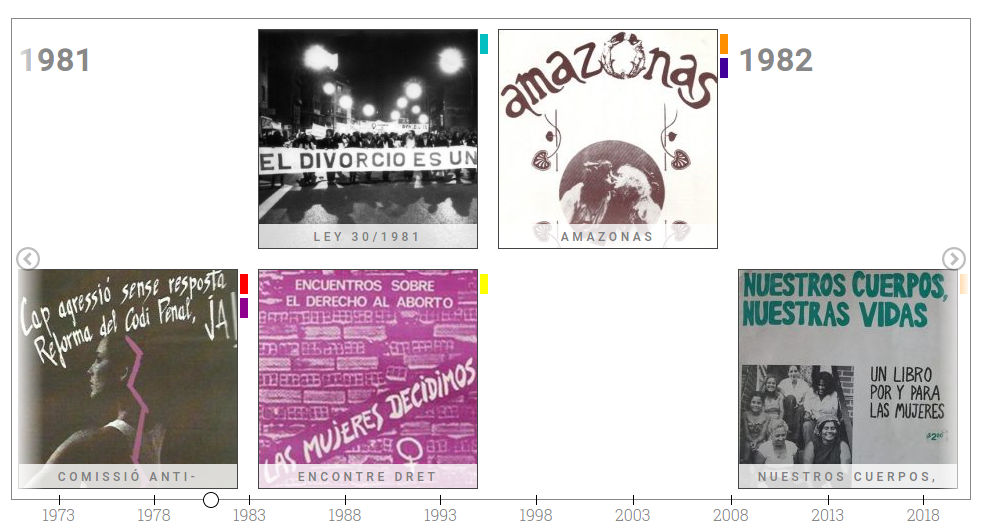 1981
1982
EL DIVORCIO ES UN
LEY 30/1981
amazonas
AMAZONAS
Cap agressió sense resposta
Reforma del Codi Penal,
JA!
COMISSIÓ ANTI-
ENCUENTROS SOBRE
EL DERECHO AL ABORTO
LAS MUJERES DECIDIMOS
ENCONTRE DRET
NUESTROS CUERPOS,
NUESTRAS VIDAS
UN LIBRO
POR Y PARA
LAS MUJERES
NUESTROS CUERPOS,
1973 1978 1983 1988 1993 1998 2003 2008 2013 2018